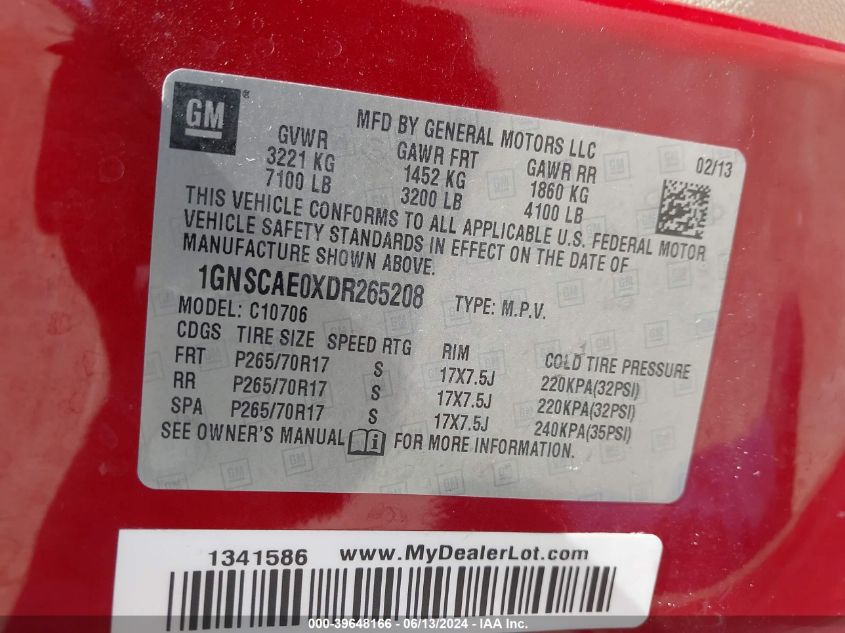 GM®
MFD BY GENERAL MOTORS LLC
02/13
GVWR GAWR FRT GAWR RR
3221 KG 1452 KG 1860 KG
7100 LB 3200 LB 4100 LB
THIS VEHICLE CONFORMS TO ALL APPLICABLE U.S. FEDERAL MOTOR
VEHICLE SAFETY STANDARDS IN EFFECT ON THE DATE OF
MANUFACTURE SHOWN ABOVE.
1GNSCAE0XDR265208 TYPE: M.P.V.
MODEL: C10706
CDGS TIRE SIZE SPEED RTG RIM COLD TIRE PRESSURE
FRT P265/70R17 S 17X7.5J 220KPA(32PSI)
RR P265/70R17 S 17X7.5J 220KPA(32PSI)
SPA P265/70R17 S 17X7.5J 240KPA(35PSI)
SEE OWNER'S MANUAL FOR MORE INFORMATION.
1341586 www.MyDealerLot.com
000-39648166 - 06/13/2024 - IAA Inc.